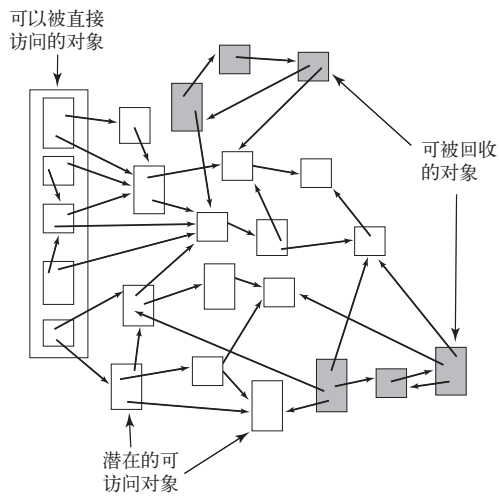 可以被直接
访问的对象
可被回收
的对象
潜在的可
访问对象